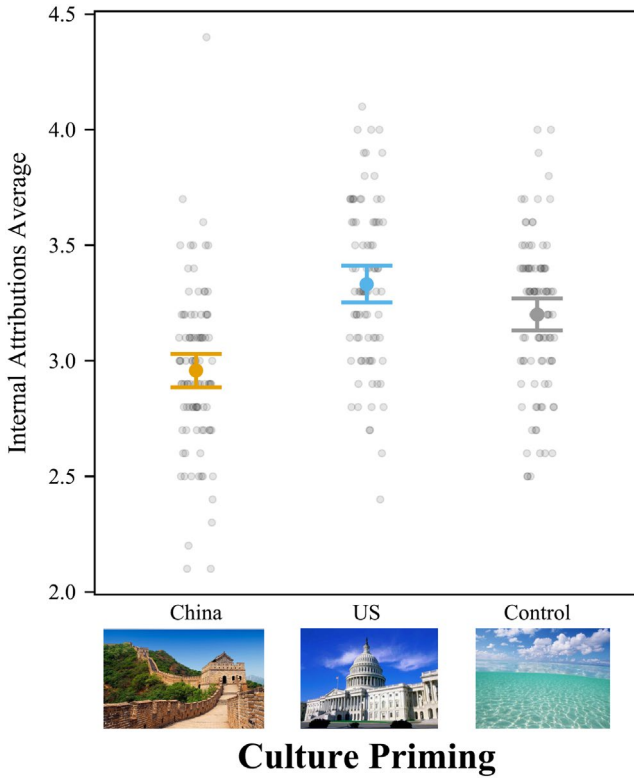 4.5
4.0
3.5
3.0
2.5
2.0
Internal Attributions Average
China
US
Control
Culture Priming